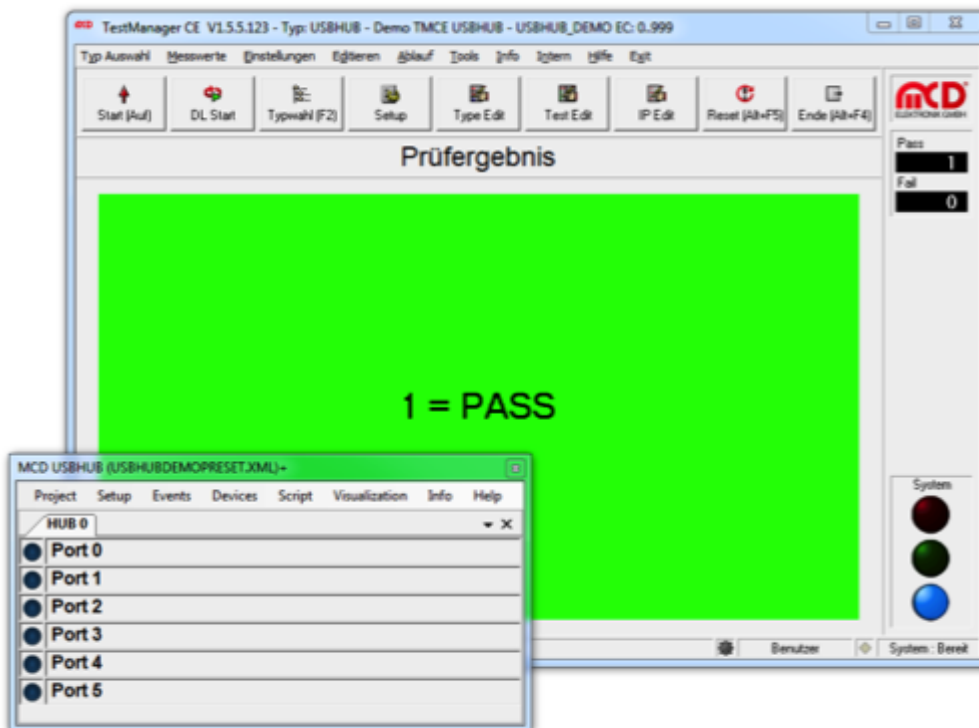 MCD TestManager CE V1.5.5.123 - Typ: USBHUB - Demo TMCE USBHUB - USBHUB_DEMO EC: 0..999
Typ Auswahl Messwerte Einstellungen Editieren Ablauf Tools Info Intern Hilfe Exit
Start (Auf) DL Start Typwahl (F2) Setup Type Edit Test Edit IP Edit Reset (Alt+F5) Ende (Alt+F4)
MCD
ELEKTRONIK GMBH
Prüfergebnis
Pass
1
Fail
0
1 = PASS
System
Benutzer
System : Bereit
MCD USBHUB (USBHUBDEMOPRESET.XML)+
Project Setup Events Devices Script Visualization Info Help
HUB 0
Port 0
Port 1
Port 2
Port 3
Port 4
Port 5